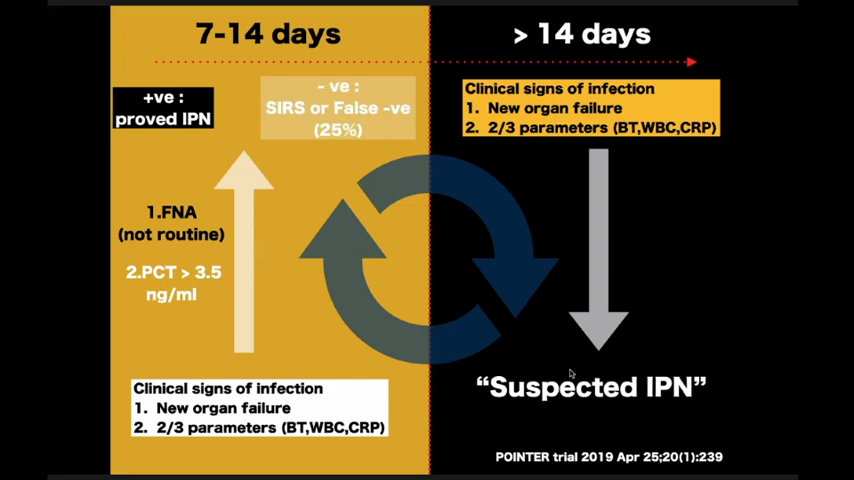 7-14 days
+ve :
proved IPN
- ve :
SIRS or False -ve
(25%)
1.FNA
(not routine)
2.PCT > 3.5
ng/ml
Clinical signs of infection
1. New organ failure
2. 2/3 parameters (BT,WBC,CRP)
> 14 days
Clinical signs of infection
1. New organ failure
2. 2/3 parameters (BT,WBC,CRP)
“Suspected IPN”
POINTER trial 2019 Apr 25;20(1):239